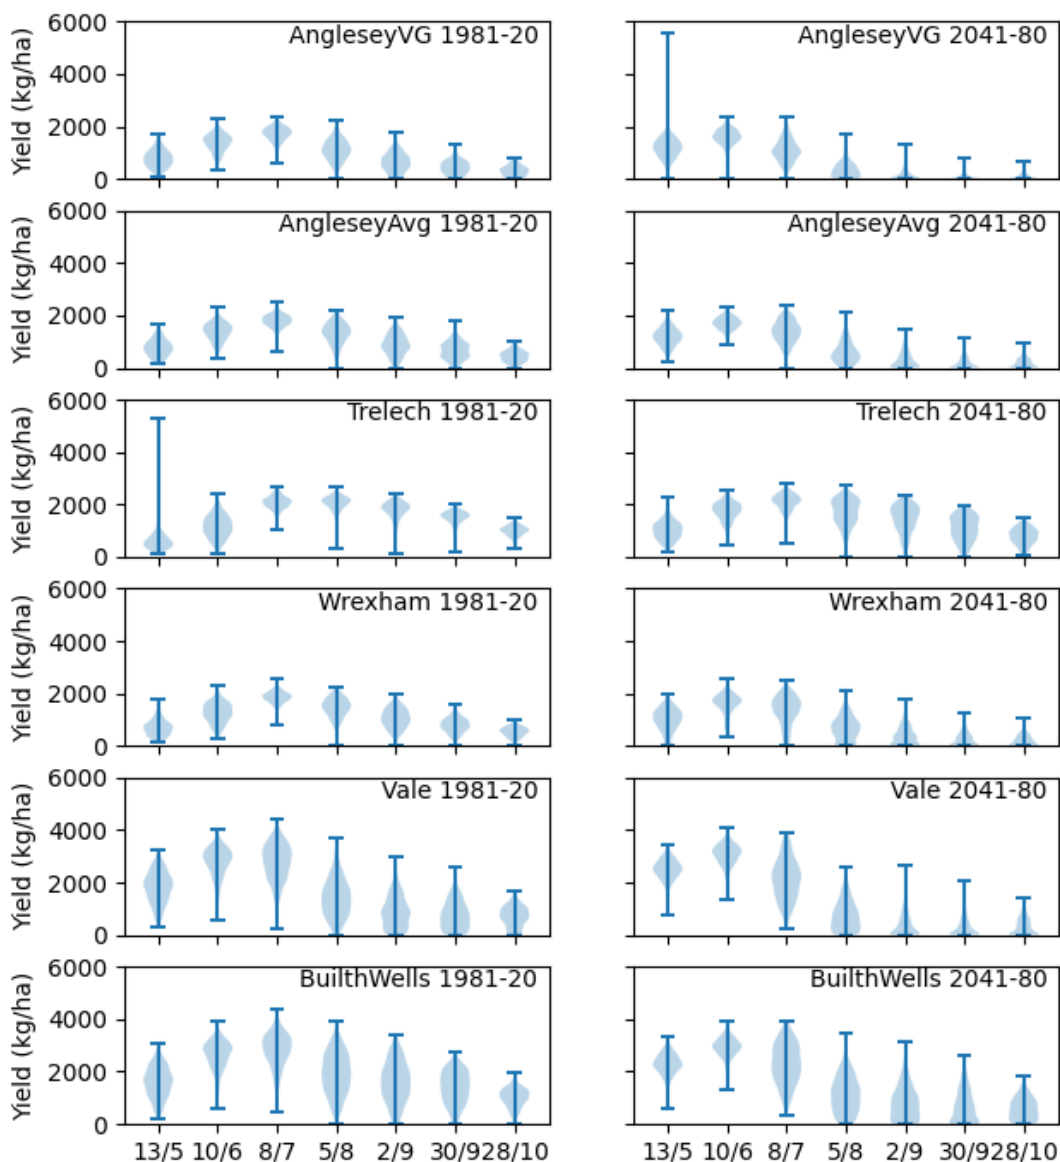 6000
4000
2000
0
Yield (kg/ha)
AngleseyVG 1981-20
AngleseyVG 2041-80
6000
4000
2000
0
Yield (kg/ha)
AngleseyAvg 1981-20
AngleseyAvg 2041-80
6000
4000
2000
0
Yield (kg/ha)
Trelech 1981-20
Trelech 2041-80
6000
4000
2000
0
Yield (kg/ha)
Wrexham 1981-20
Wrexham 2041-80
6000
4000
2000
0
Yield (kg/ha)
Vale 1981-20
Vale 2041-80
6000
4000
2000
0
Yield (kg/ha)
BuilthWells 1981-20
BuilthWells 2041-80
13/5 10/6 8/7 5/8 2/9 30/9 28/10
13/5 10/6 8/7 5/8 2/9 30/9 28/10